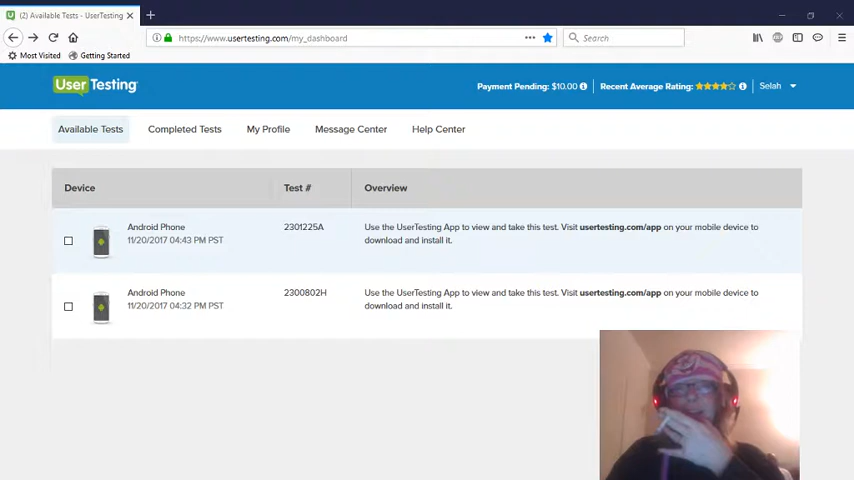 (2) Available Tests - UserTesting
https://www.usertesting.com/my_dashboard
Search
Most Visited
Getting Started
UserTesting
Payment Pending: $10.00
Recent Average Rating:
Selah
Available Tests
Completed Tests
My Profile
Message Center
Help Center
Device
Test #
Overview
Android Phone
11/20/2017 04:43 PM PST
2301225A
Use the UserTesting App to view and take this test. Visit usertesting.com/app on your mobile device to
download and install it.
Android Phone
11/20/2017 04:32 PM PST
2300802H
Use the UserTesting App to view and take this test. Visit usertesting.com/app on your mobile device to
download and install it.